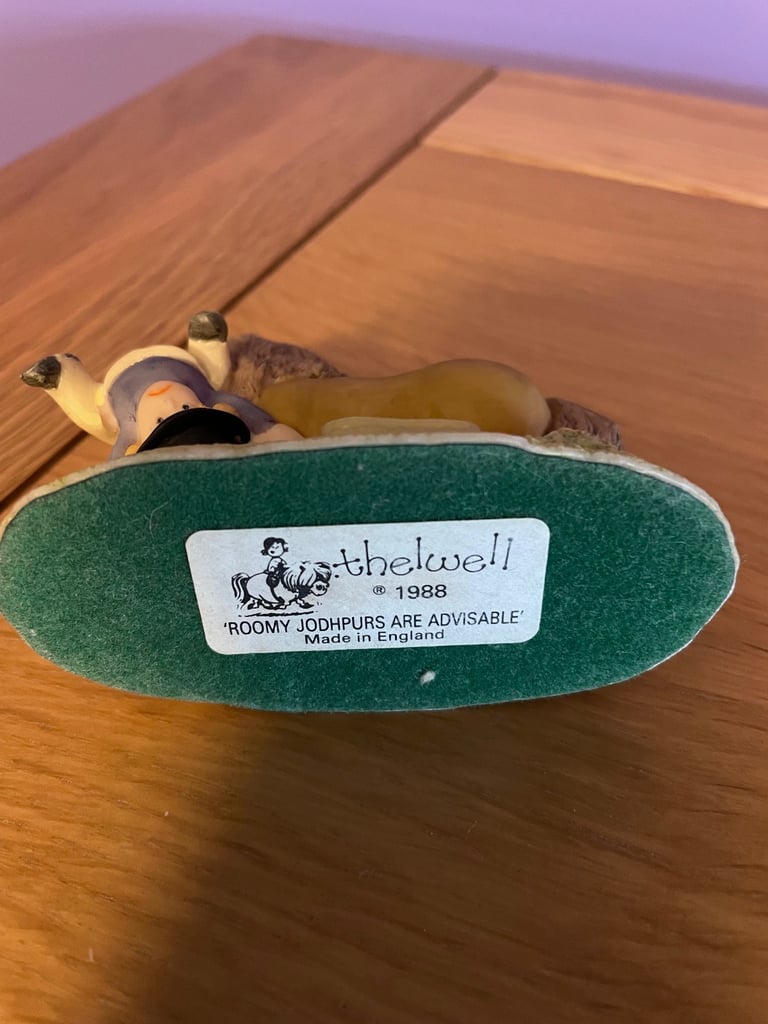 thelwell
® 1988
'ROOMY JODHPURS ARE ADVISABLE'
Made in England